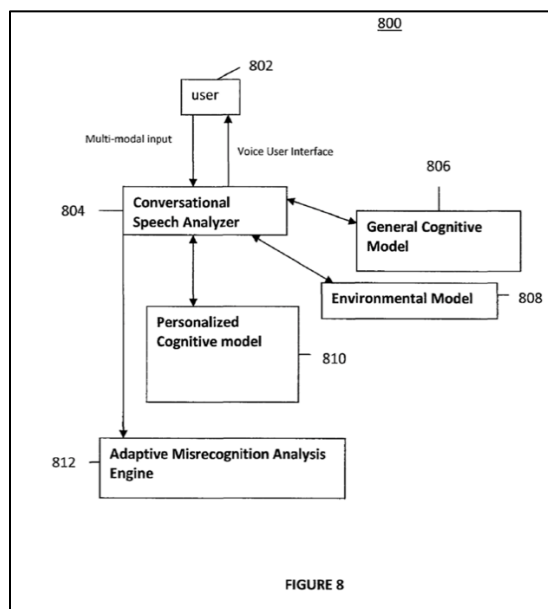 800
802
user
Multi-modal input
Voice User Interface
806
804
Conversational
Speech Analyzer
General Cognitive
Model
Environmental Model
808
Personalized
Cognitive model
810
812
Adaptive Misrecognition Analysis
Engine
FIGURE 8